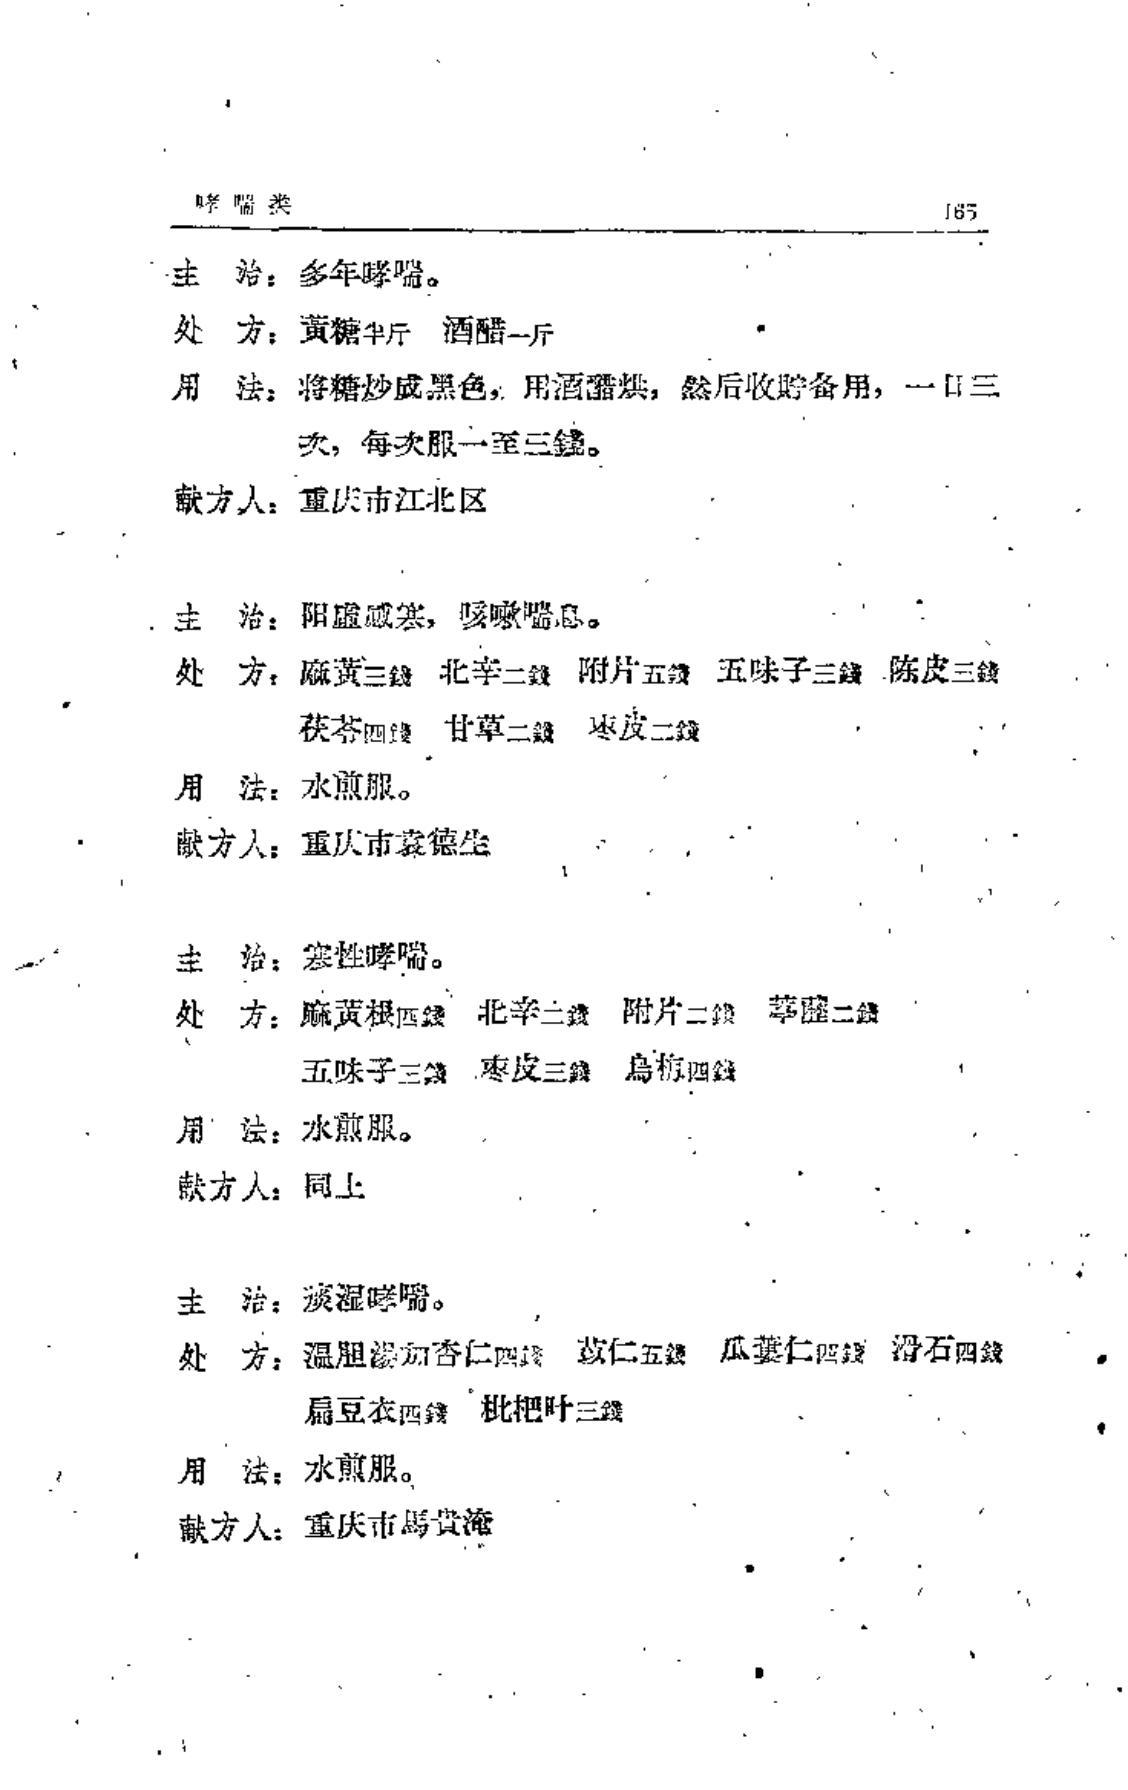 哮喘类 165
主　治：多年哮喘。
处　方：黃糖半斤　酒醋一斤
用　法：将糖炒成黑色，用酒醋烘，然后收貯备用，一日三
次，每次服一至三錢。
献方人：重庆市江北区
主　治：阳虛感寒，咳嗽喘息。
处　方：麻黃三錢　北辛二錢　附片五錢　五味子三錢　陈皮三錢
茯苓四錢　甘草二錢　枣皮二錢
用　法：水煎服。
献方人：重庆市袁德生
主　治：寒性哮喘。
处　方：麻黃根四錢　北辛二錢　附片二錢　葶藶二錢
五味子三錢　枣皮三錢　烏梅四錢
用　法：水煎服。
献方人：同上
主　治：痰湿哮喘。
处　方：温胆湯加杏仁四錢　苡仁五錢　瓜蔞仁四錢　滑石四錢
扁豆衣四錢　枇杷叶三錢
用　法：水煎服。
献方人：重庆市馬貴淹